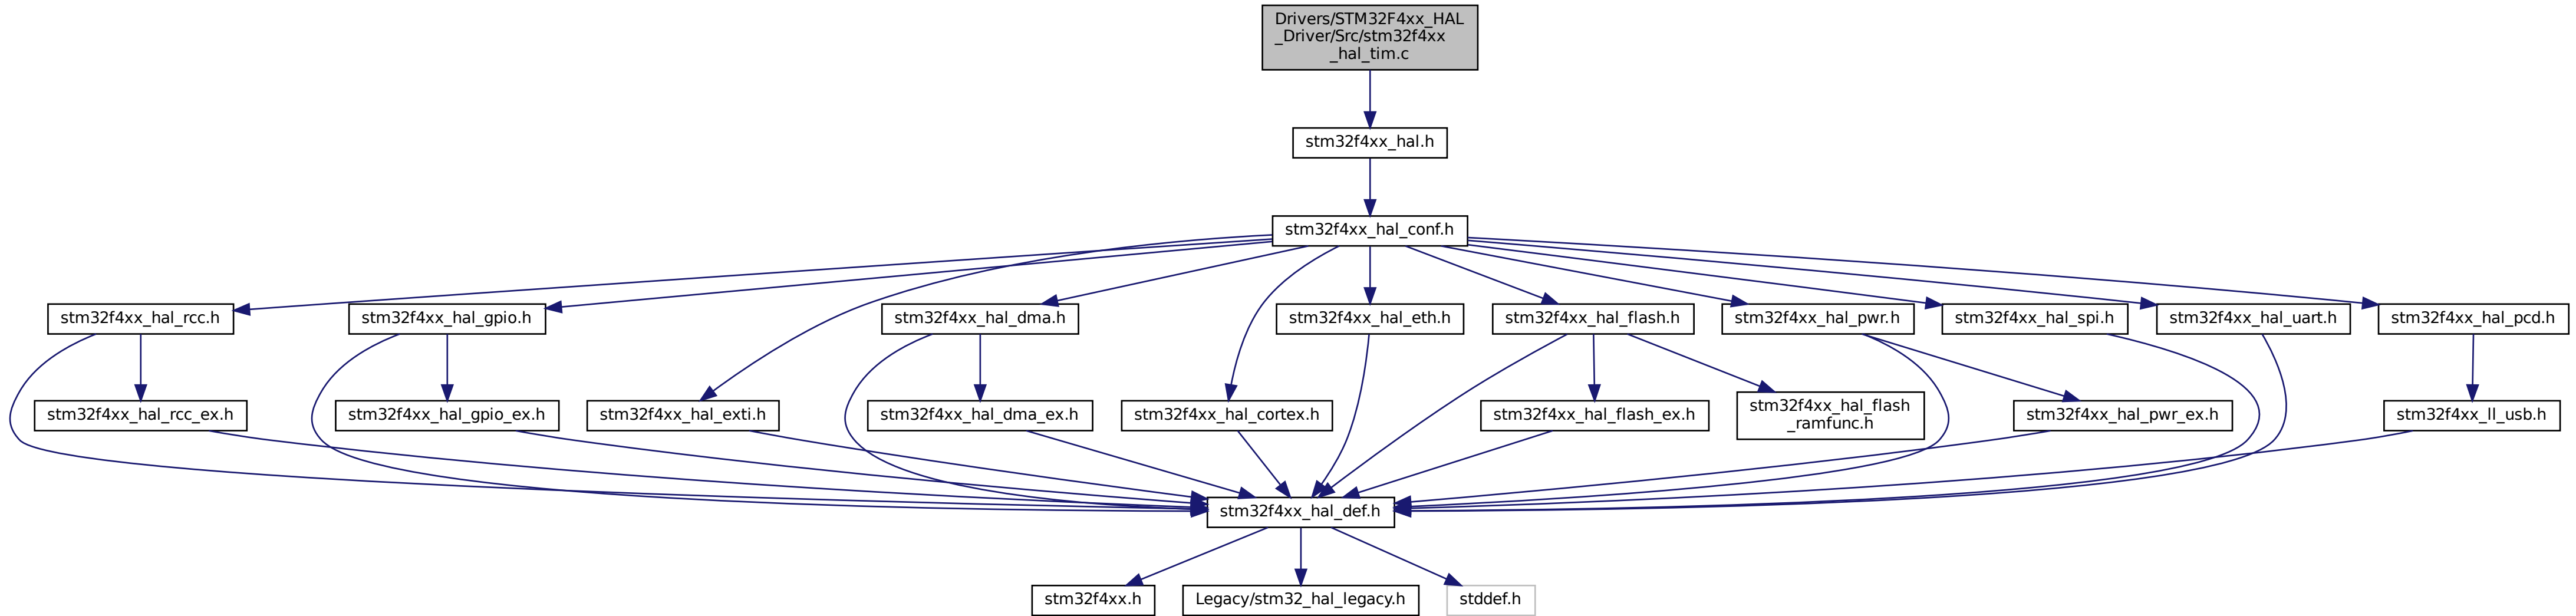 Drivers/STM32F4xx_HAL
_Driver/Src/stm32f4xx
_hal_tim.c
stm32f4xx_hal.h
stm32f4xx_hal_conf.h
stm32f4xx_hal_rcc.h
stm32f4xx_hal_gpio.h
stm32f4xx_hal_dma.h
stm32f4xx_hal_eth.h
stm32f4xx_hal_flash.h
stm32f4xx_hal_pwr.h
stm32f4xx_hal_spi.h
stm32f4xx_hal_uart.h
stm32f4xx_hal_pcd.h
stm32f4xx_hal_rcc_ex.h
stm32f4xx_hal_gpio_ex.h
stm32f4xx_hal_exti.h
stm32f4xx_hal_dma_ex.h
stm32f4xx_hal_cortex.h
stm32f4xx_hal_flash_ex.h
stm32f4xx_hal_flash
_ramfunc.h
stm32f4xx_hal_pwr_ex.h
stm32f4xx_ll_usb.h
stm32f4xx_hal_def.h
stm32f4xx.h
Legacy/stm32_hal_legacy.h
stddef.h